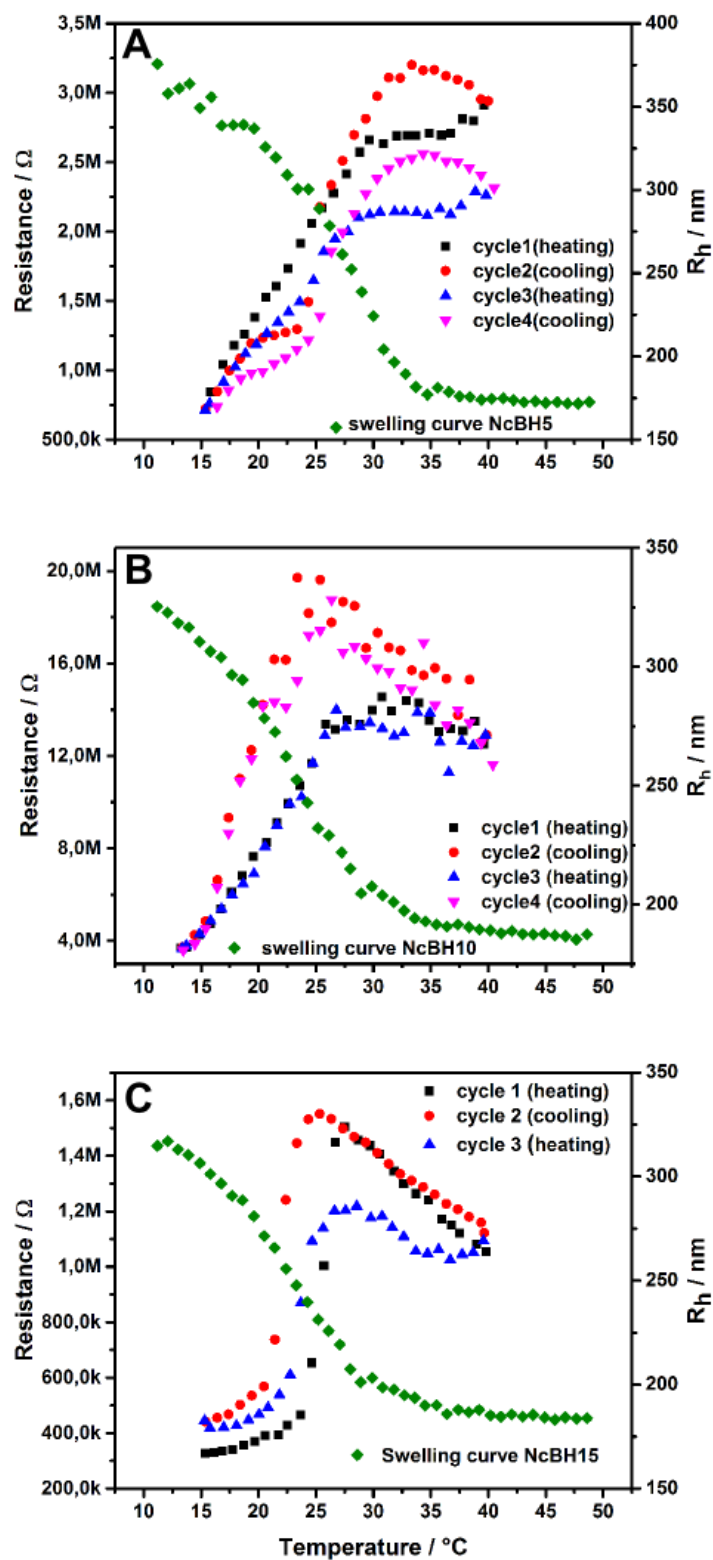 A
3,5M
3,0M
2,5M
2,0M
1,5M
1,0M
500,0k
Resistance / Ω
400
350
300
250
200
150
Rh / nm
cycle1(heating)
cycle2(cooling)
cycle3(heating)
cycle4(cooling)
swelling curve NcBH5
10 15 20 25 30 35 40 45 50
B
20,0M
16,0M
12,0M
8,0M
4,0M
Resistance / Ω
350
300
250
200
Rh / nm
cycle1 (heating)
cycle2 (cooling)
cycle3 (heating)
cycle4 (cooling)
swelling curve NcBH10
10 15 20 25 30 35 40 45 50
C
1,6M
1,4M
1,2M
1,0M
800,0k
600,0k
400,0k
200,0k
Resistance / Ω
350
300
250
200
150
Rh / nm
cycle 1 (heating)
cycle 2 (cooling)
cycle 3 (heating)
Swelling curve NcBH15
10 15 20 25 30 35 40 45 50
Temperature / °C